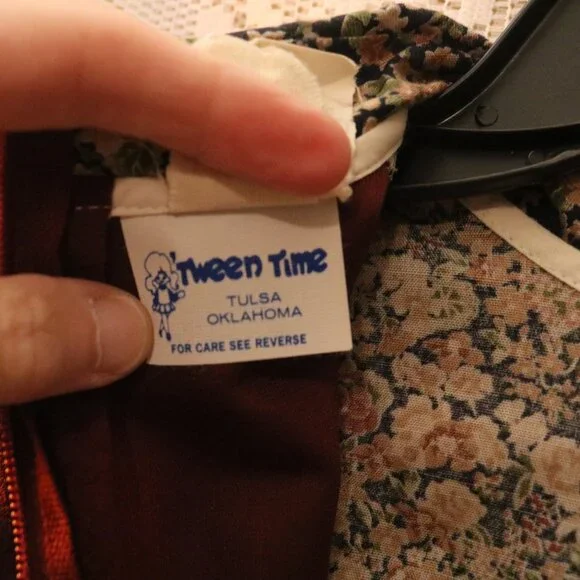 'Tween Time
TULSA
OKLAHOMA
FOR CARE SEE REVERSE